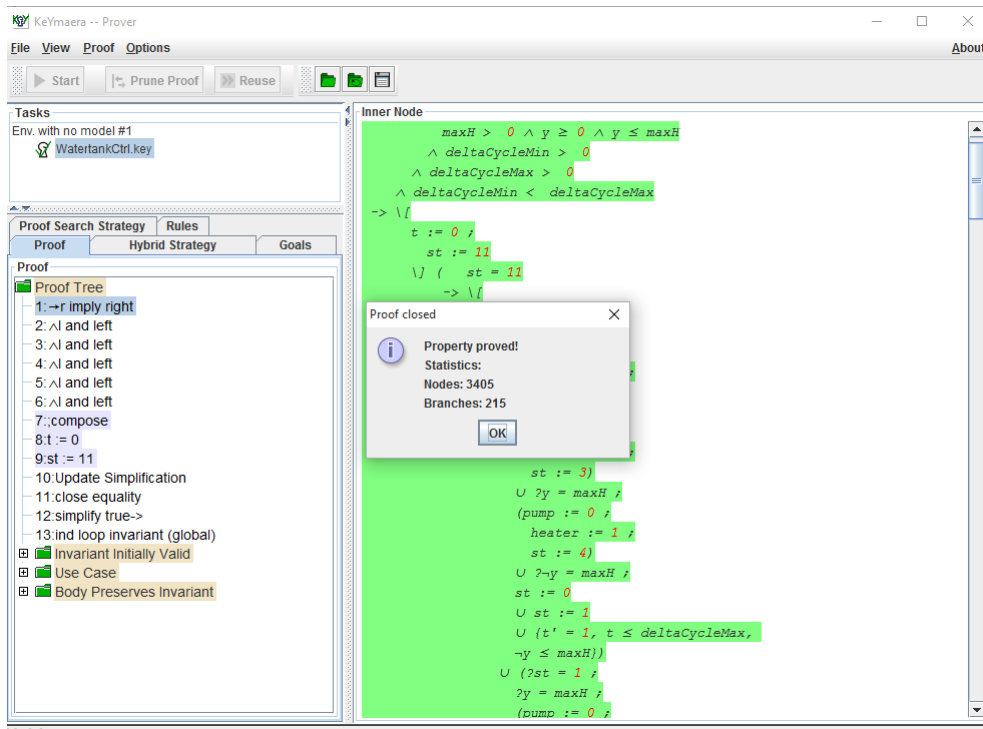 KeYmaera -- Prover
File View Proof Options About
Start Prune Proof Reuse
Tasks
Env. with no model #1
WatertankCtrl.key
Proof Search Strategy Rules
Proof Hybrid Strategy Goals
Proof
Proof Tree
1:→r imply right
2:∧l and left
3:∧l and left
4:∧l and left
5:∧l and left
6:∧l and left
7:;compose
8:t := 0
9:st := 11
10:Update Simplification
11:close equality
12:simplify true->
13:ind loop invariant (global)
Invariant Initially Valid
Use Case
Body Preserves Invariant
Inner Node
maxH > 0 ∧ y ≥ 0 ∧ y ≤ maxH
∧ deltaCycleMin > 0
∧ deltaCycleMax > 0
∧ deltaCycleMin < deltaCycleMax
-> \[
t := 0 ;
st := 11
\] ( st = 11
-> \[
;
;
st := 3)
∪ ?y = maxH ;
(pump := 0 ;
heater := 1 ;
st := 4)
∪ ?¬y = maxH ;
st := 0
∪ st := 1
∪ {t' = 1, t ≤ deltaCycleMax,
¬y ≤ maxH})
∪ (?st = 1 ;
?y = maxH ;
(pump := 0 ;
Proof closed
Property proved!
Statistics:
Nodes: 3405
Branches: 215
OK